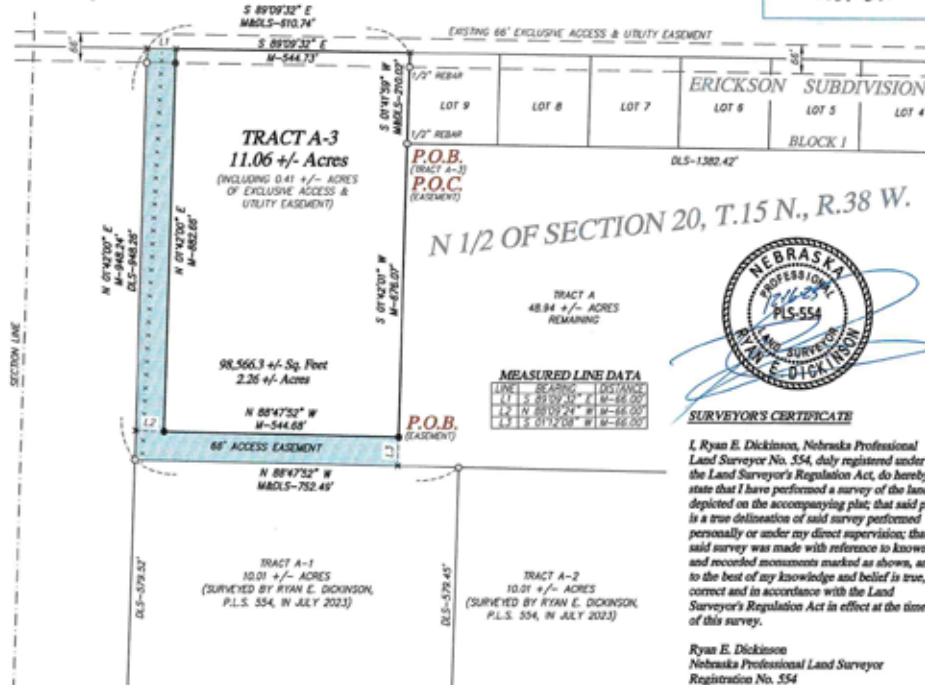 S 89°09'32" E
M&DLS-610.74'
EXISTING 66' EXCLUSIVE ACCESS & UTILITY EASEMENT
66'
L1
S 89°09'32" E
M-544.73'
66'
1/2" REBAR
S 01°41'59" W
M&DLS-210.02'
LOT 9
LOT 8
LOT 7
ERICKSON SUBDIVISION
LOT 6
LOT 5
LOT 4
BLOCK 1
1/2" REBAR
TRACT A-3
11.06 +/- Acres
(INCLUDING 0.41 +/- ACRES
OF EXCLUSIVE ACCESS &
UTILITY EASEMENT)
P.O.B.
(TRACT A-3)
P.O.C.
(EASEMENT)
DLS-1382.42'
N 1/2 OF SECTION 20, T.15 N., R.38 W.
N 01°42'00" E
M-948.24'
DLS-948.26'
N 01°42'00" E
M-882.66'
S 01°42'01" W
M-676.07'
SECTION LINE
TRACT A
48.94 +/- ACRES
REMAINING
NEBRASKA
PROFESSIONAL
PLS-554
LAND SURVEYOR
RYAN E. DICKINSON
98,566.3 +/- Sq. Feet
2.26 +/- Acres
MEASURED LINE DATA
LINE BEARING DISTANCE
L1 S 89°09'32" E M-66.00'
L2 N 88°09'24" W M-66.00'
L3 S 01°12'08" W M-66.00'
L2
N 88°47'52" W
M-544.68'
P.O.B.
(EASEMENT)
66' ACCESS EASEMENT
L3
N 88°47'52" W
M&DLS-752.49'
SURVEYOR'S CERTIFICATE
I, Ryan E. Dickinson, Nebraska Professional
Land Surveyor No. 554, duly registered under
the Land Surveyor's Regulation Act, do hereby
state that I have performed a survey of the land
depicted on the accompanying plat; that said p
is a true delineation of said survey performed
personally or under my direct supervision; tha
said survey was made with reference to known
and recorded monuments marked as shown, a
to the best of my knowledge and belief is true,
correct and in accordance with the Land
Surveyor's Regulation Act in effect at the time
of this survey.
DLS-579.52'
TRACT A-1
10.01 +/- ACRES
(SURVEYED BY RYAN E. DICKINSON,
P.L.S. 554, IN JULY 2023)
DLS-579.45'
TRACT A-2
10.01 +/- ACRES
(SURVEYED BY RYAN E. DICKINSON,
P.L.S. 554, IN JULY 2023)
Ryan E. Dickinson
Nebraska Professional Land Surveyor
Registration No. 554